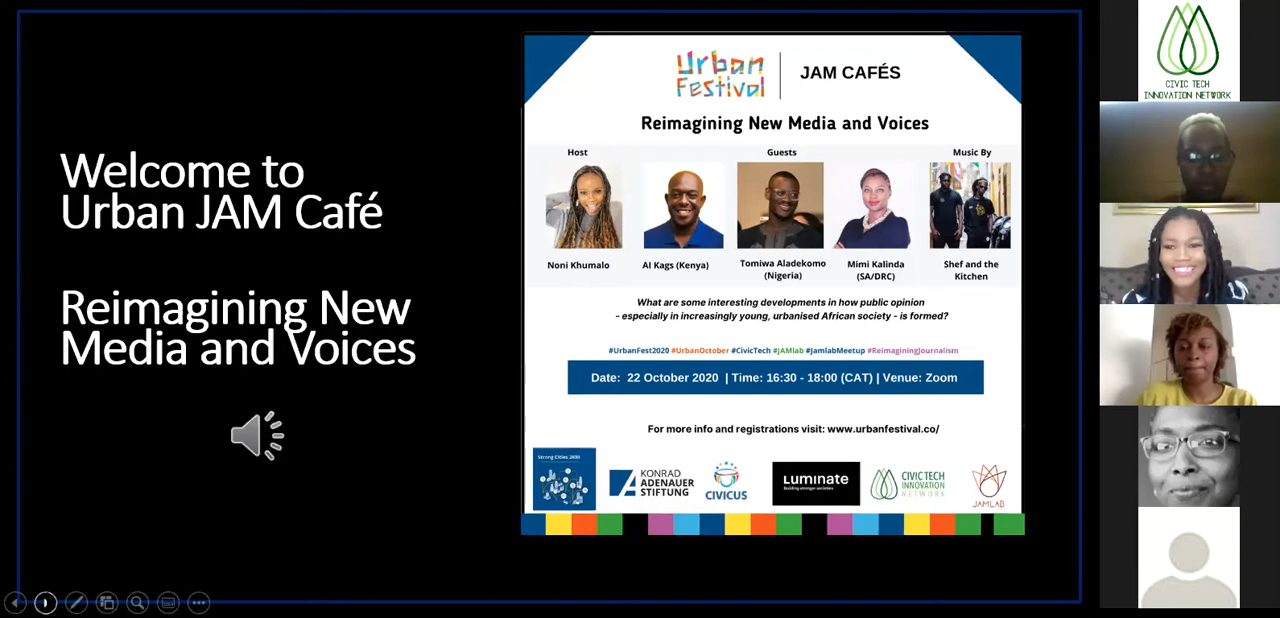 Welcome to
Urban JAM Café
Reimagining New
Media and Voices
Urban
Festival
JAM CAFÉS
Reimagining New Media and Voices
Host
Guests
Music By
Noni Khumalo
Al Kags (Kenya)
Tomiwa Aladekomo
(Nigeria)
Mimi Kalinda
(SA/DRC)
Shef and the
Kitchen
What are some interesting developments in how public opinion
- especially in increasingly young, urbanised African society - is formed?
#UrbanFest2020 #UrbanOctober #CivicTech #JAMlab #JamlabMeetup #ReimaginingJournalism
Date: 22 October 2020 | Time: 16:30 - 18:00 (CAT) | Venue: Zoom
For more info and registrations visit: www.urbanfestival.co/
Strong Cities 2030
KONRAD
ADENAUER
STIFTUNG
CIVICUS
Luminate
Building stronger societies
CIVIC TECH
INNOVATION
NETWORK
JAMLAB
CIVIC TECH
INNOVATION NETWORK